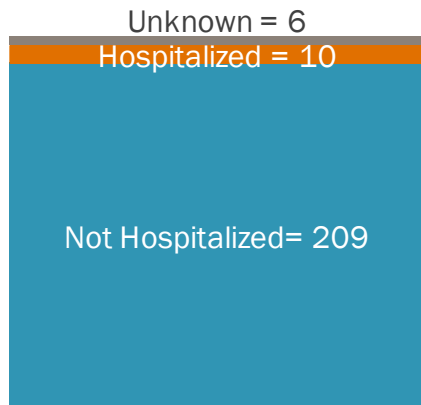 Unknown = 6
Hospitalized = 10
Not Hospitalized= 209